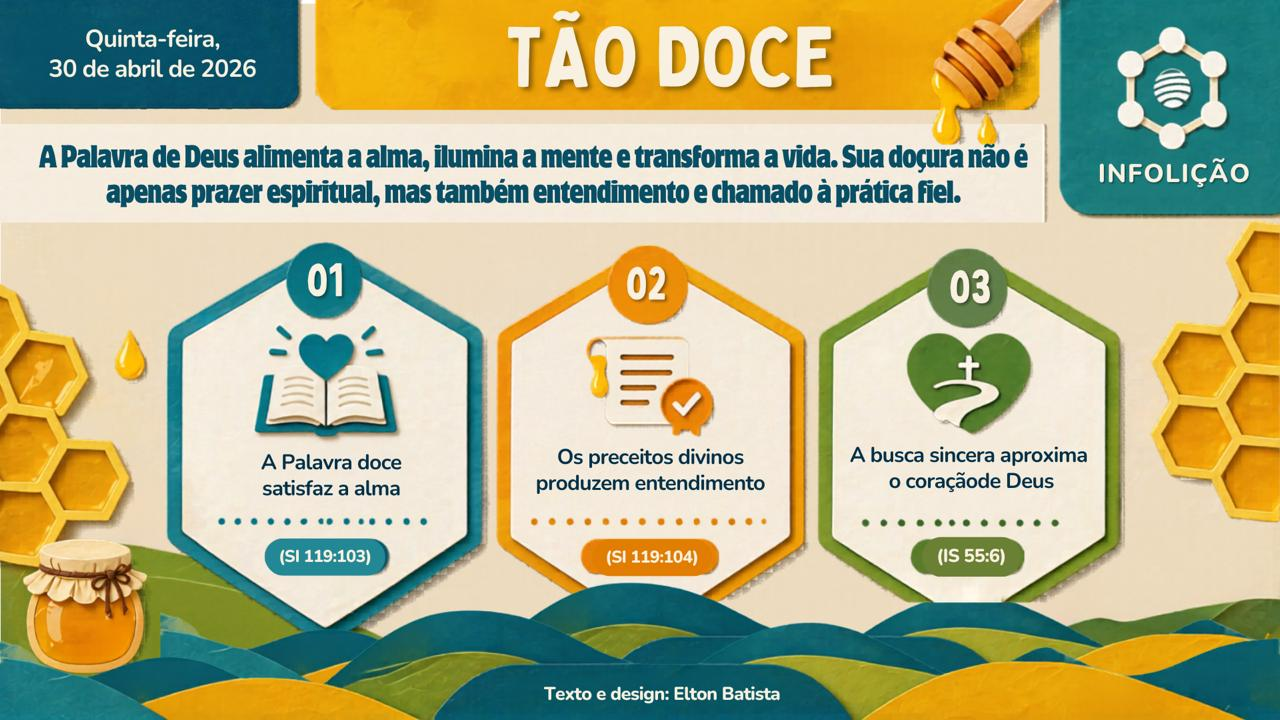 Quinta-feira,
30 de abril de 2026
TÃO DOCE
INFOLIÇÃO
A Palavra de Deus alimenta a alma, ilumina a mente e transforma a vida. Sua doçura não é
apenas prazer espiritual, mas também entendimento e chamado à prática fiel.
01
A Palavra doce
satisfaz a alma
(SI 119:103)
02
Os preceitos divinos
produzem entendimento
(SI 119:104)
03
A busca sincera aproxima
o coraçãode Deus
(IS 55:6)
Texto e design: Elton Batista